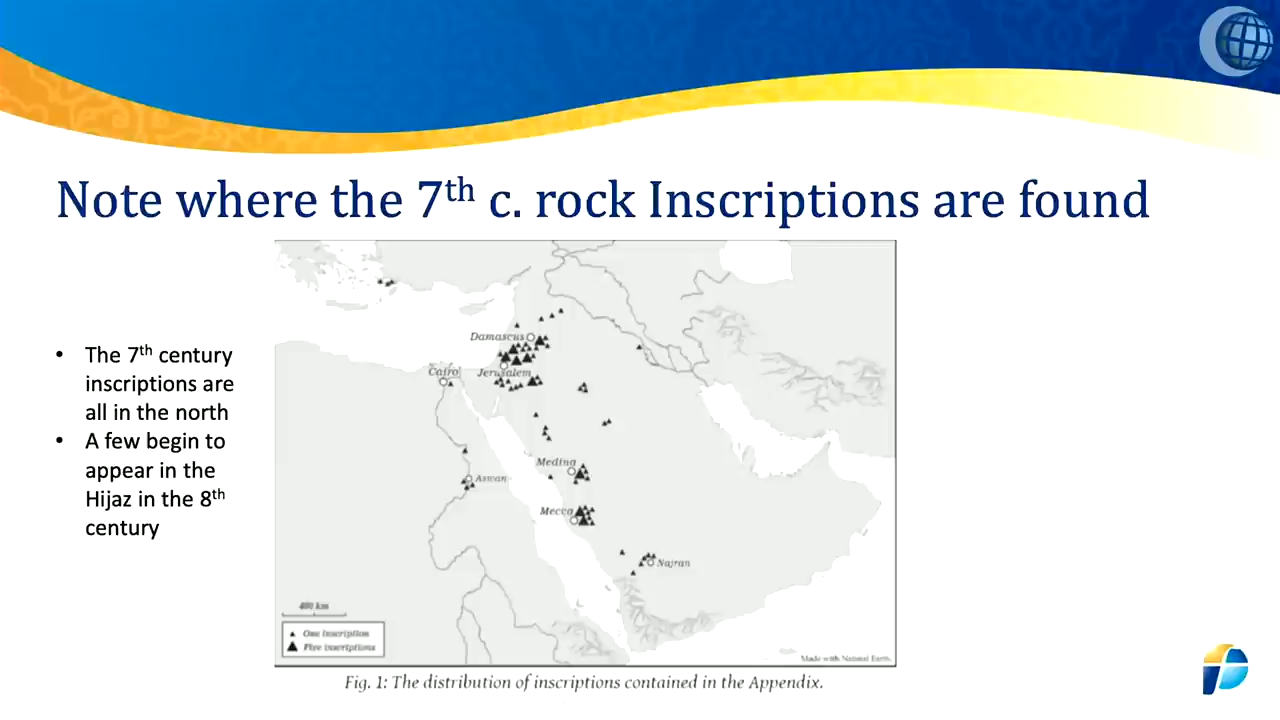 Note where the 7th c. rock Inscriptions are found
• The 7th century
inscriptions are
all in the north
• A few begin to
appear in the
Hijaz in the 8th
century
Damascus
Cairo
Jerusalem
Medina
Aswan
Mecca
Najran
400 km
One inscription
Five inscriptions
Made with Natural Earth.
Fig. 1: The distribution of inscriptions contained in the Appendix.